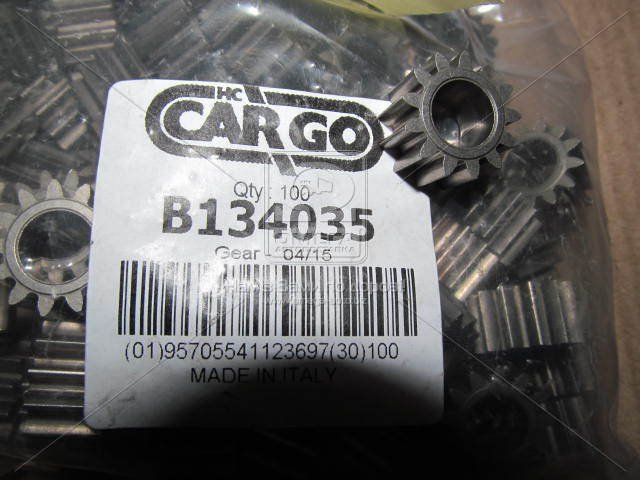 HC
CARGO
Qty : 100
B134035
Gear 04/15
(01)95705541123697(30)100
MADE IN ITALY